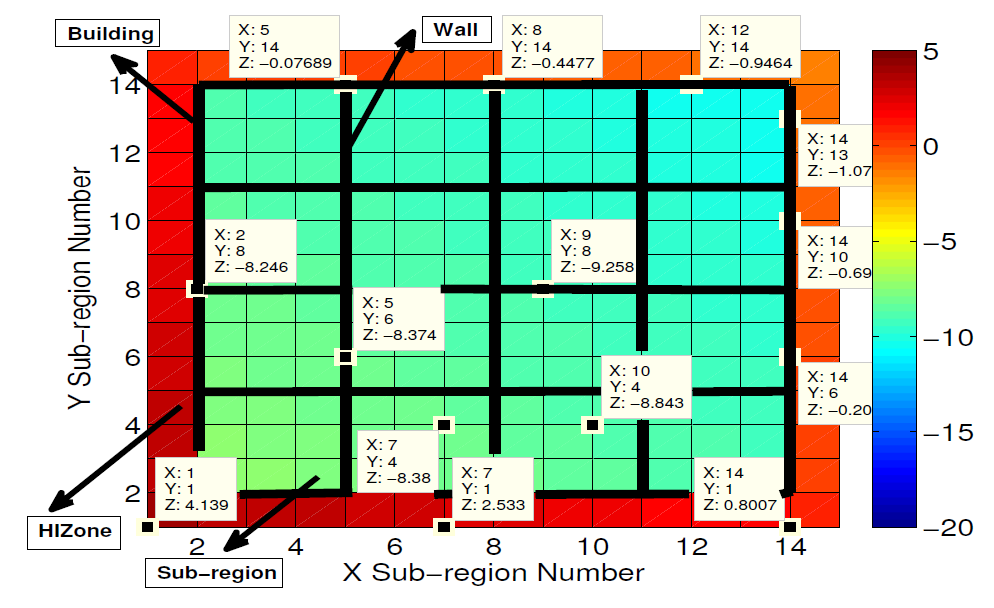 Building
X: 5
Y: 14
Z: −0.07689
Wall
X: 8
Y: 14
Z: −0.4477
X: 12
Y: 14
Z: −0.9464
X: 14
Y: 13
Z: −1.07
X: 2
Y: 8
Z: −8.246
X: 9
Y: 8
Z: −9.258
X: 14
Y: 10
Z: −0.69
X: 5
Y: 6
Z: −8.374
X: 10
Y: 4
Z: −8.843
X: 14
Y: 6
Z: −0.20
X: 1
Y: 1
Z: 4.139
X: 7
Y: 4
Z: −8.38
X: 7
Y: 1
Z: 2.533
X: 14
Y: 1
Z: 0.8007
HIZone
Sub−region
14
12
10
8
6
4
2
Y Sub−region Number
2 4 6 8 10 12 14
X Sub−region Number
5
0
−5
−10
−15
−20